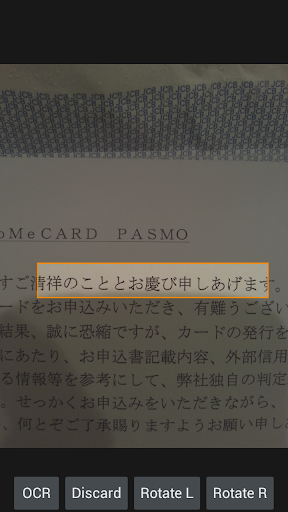 JCB JCB JCB JCB JCB JCB JCB JCB
oMeCARD PASMO
すご清祥のこととお慶び申しあげます。
ードをお申込みいただき、有難うござい
結果、誠に恐縮ですが、カードの発行を
にあたり、お申込書記載内容、外部信用
る情報等を参考にして、弊社独自の判定
。せっかくお申込みをいただきながら、
、何とぞご了承賜りますようお願い申しあ
OCR Discard Rotate L Rotate R